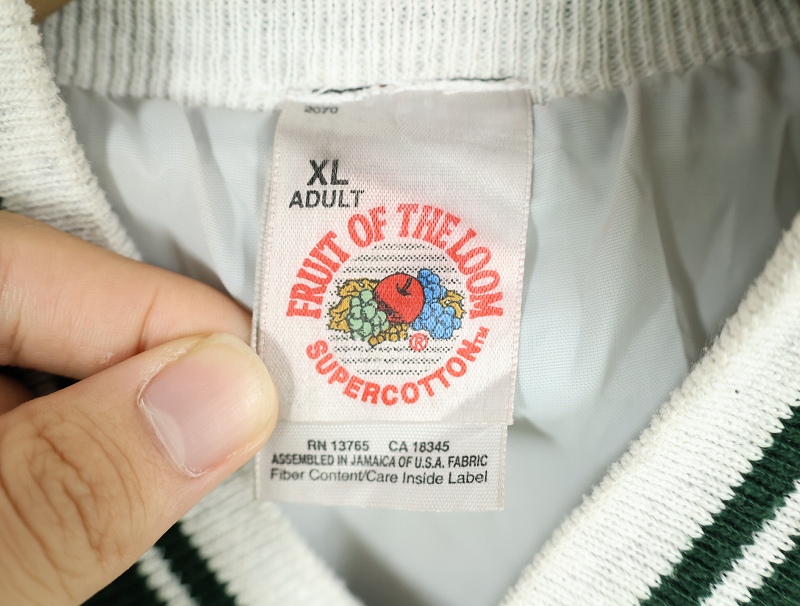 2070
XL
ADULT
FRUIT OF THE LOOM
®
SUPERCOTTON™
RN 13765 CA 18345
ASSEMBLED IN JAMAICA OF U.S.A. FABRIC
Fiber Content/Care Inside Label